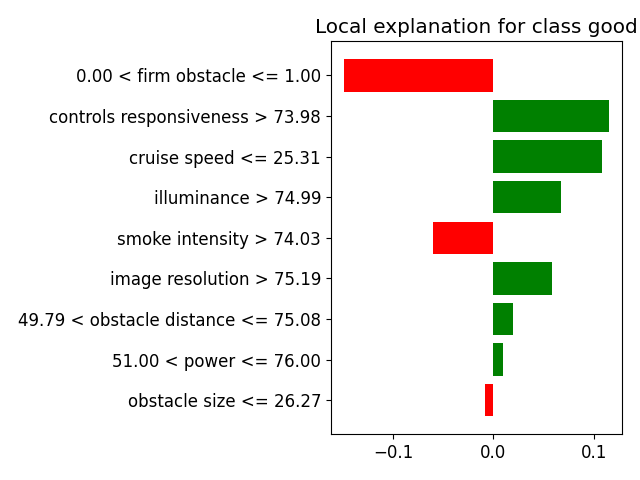 Local explanation for class good
0.00 < firm obstacle <= 1.00
controls responsiveness > 73.98
cruise speed <= 25.31
illuminance > 74.99
smoke intensity > 74.03
image resolution > 75.19
49.79 < obstacle distance <= 75.08
51.00 < power <= 76.00
obstacle size <= 26.27
−0.1 0.0 0.1